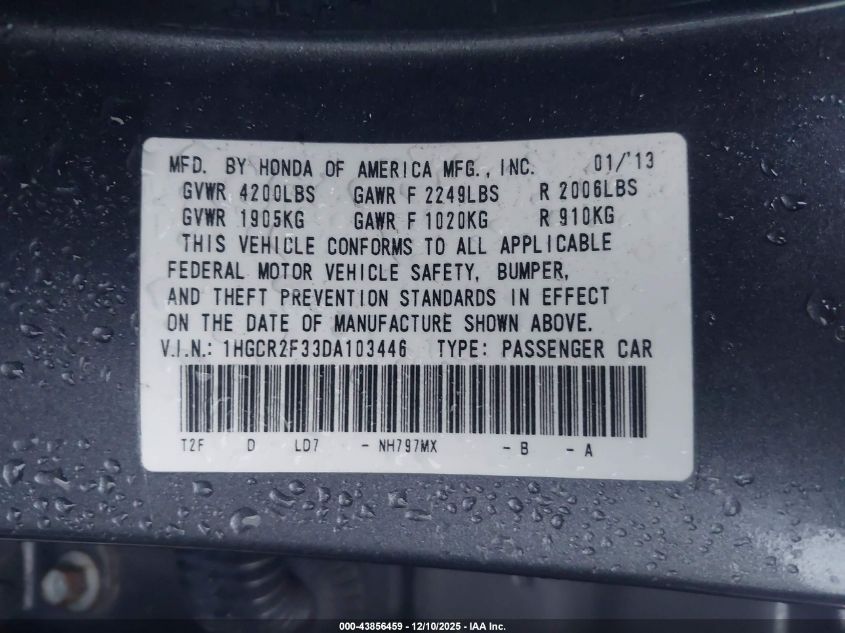 MFD. BY HONDA OF AMERICA MFG., INC. 01/'13
GVWR 4200LBS GAWR F 2249LBS R 2006LBS
GVWR 1905KG GAWR F 1020KG R 910KG
THIS VEHICLE CONFORMS TO ALL APPLICABLE
FEDERAL MOTOR VEHICLE SAFETY, BUMPER,
AND THEFT PREVENTION STANDARDS IN EFFECT
ON THE DATE OF MANUFACTURE SHOWN ABOVE.
V.I.N.: 1HGCR2F33DA103446 TYPE: PASSENGER CAR
T2F D LD7 - NH797MX - B - A
000-43856459 - 12/10/2025 - IAA Inc.